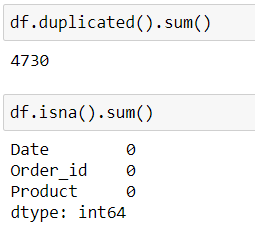 df.duplicated().sum()
4730
df.isna().sum()
Date 0
Order_id 0
Product 0
dtype: int64